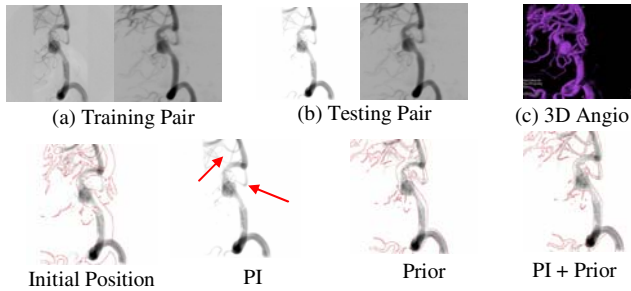 (a) Training Pair
(b) Testing Pair
(c) 3D Angio
Initial Position
PI
Prior
PI + Prior